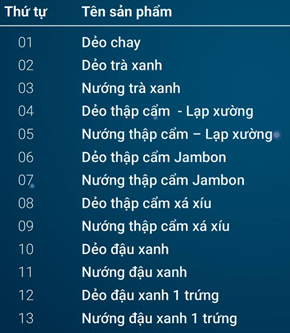 Thứ tự Tên sản phẩm
01 Dẻo chay
02 Dẻo trà xanh
03 Nướng trà xanh
04 Dẻo thập cẩm - Lạp xường
05 Nướng thập cẩm – Lạp xường
06 Dẻo thập cẩm Jambon
07 Nướng thập cẩm Jambon
08 Dẻo thập cẩm xá xíu
09 Nướng thập cẩm xá xíu
10 Dẻo đậu xanh
11 Nướng đậu xanh
12 Dẻo đậu xanh 1 trứng
13 Nướng đậu xanh 1 trứng